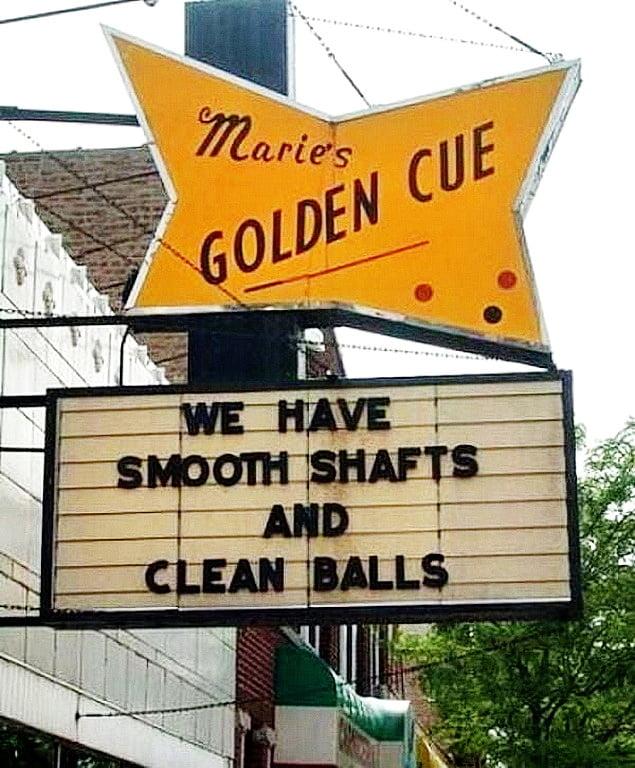 Marie's
GOLDEN CUE
WE HAVE
SMOOTH SHAFTS
AND
CLEAN BALLS